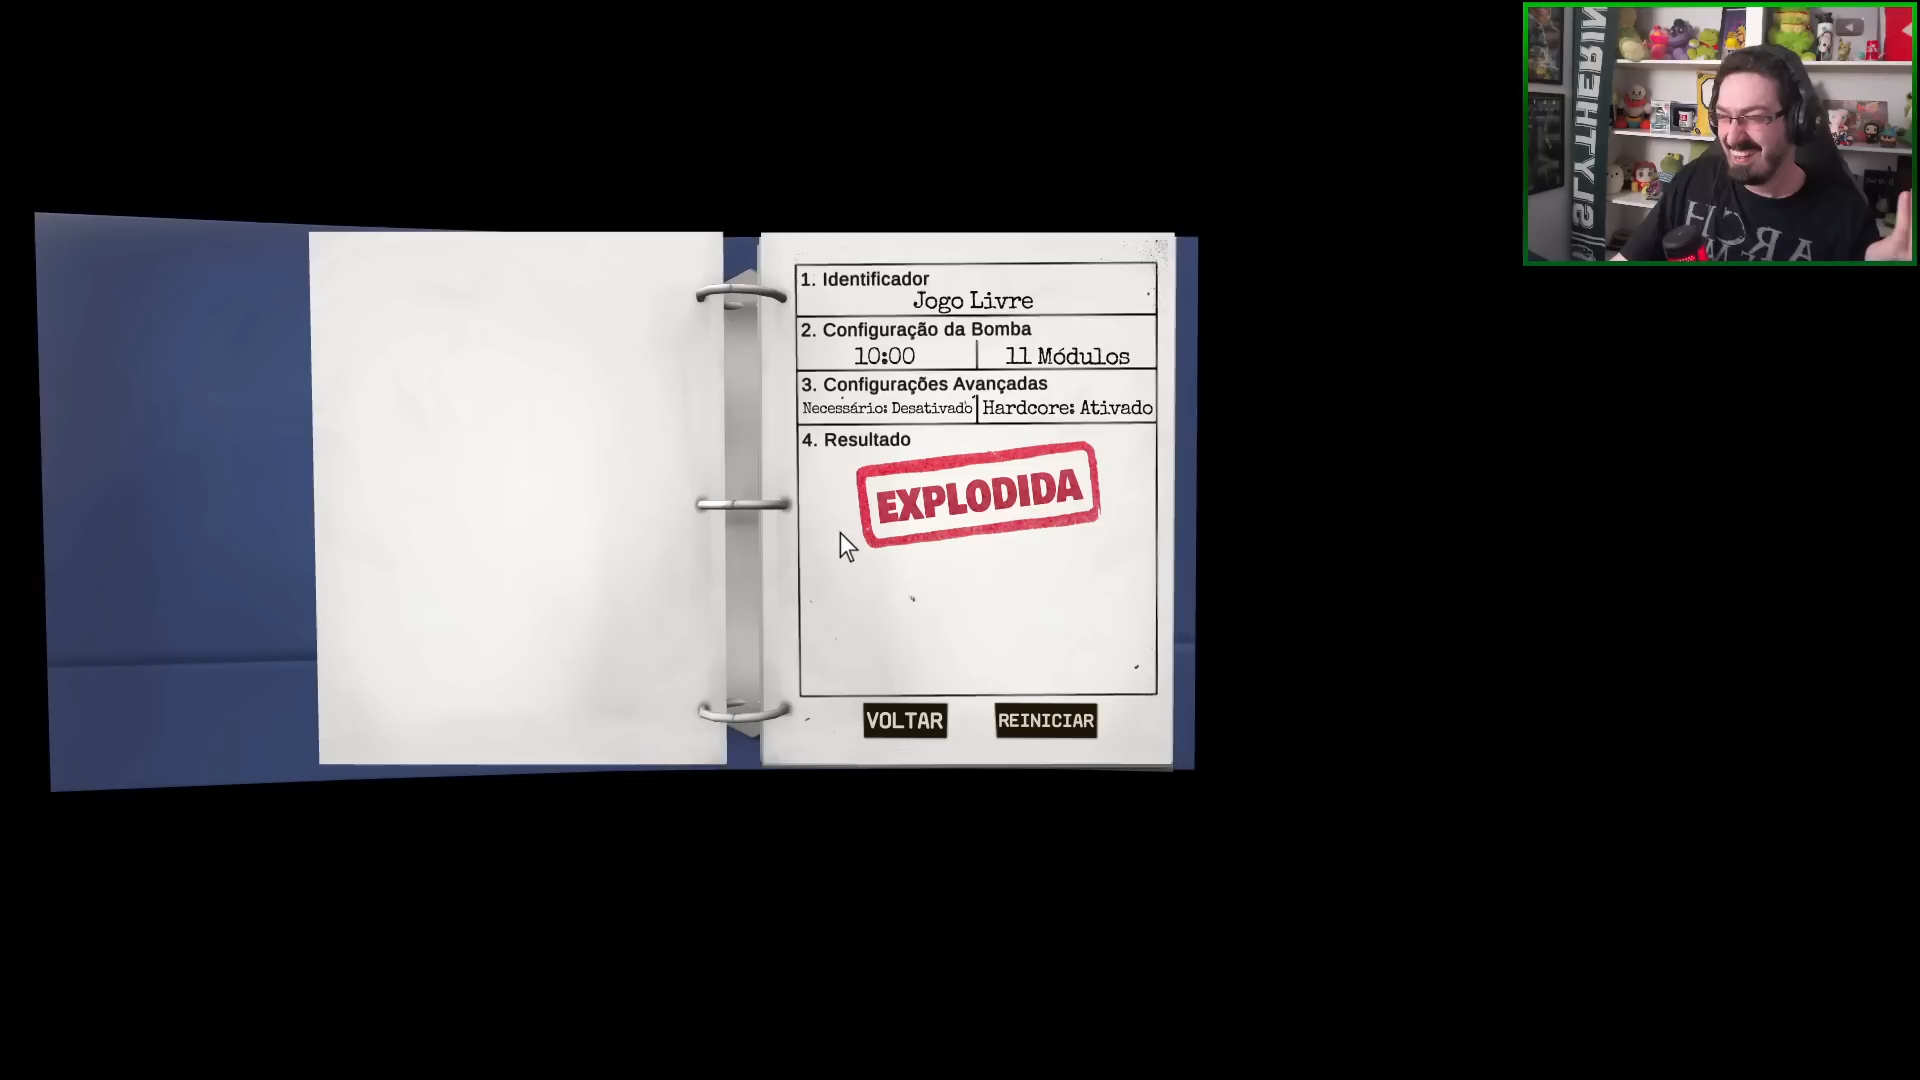 1. Identificador
Jogo Livre
2. Configuração da Bomba
10:00
11 Módulos
3. Configurações Avançadas
Necessário: Desativado
Hardcore: Ativado
4. Resultado
EXPLODIDA
VOLTAR
REINICIAR